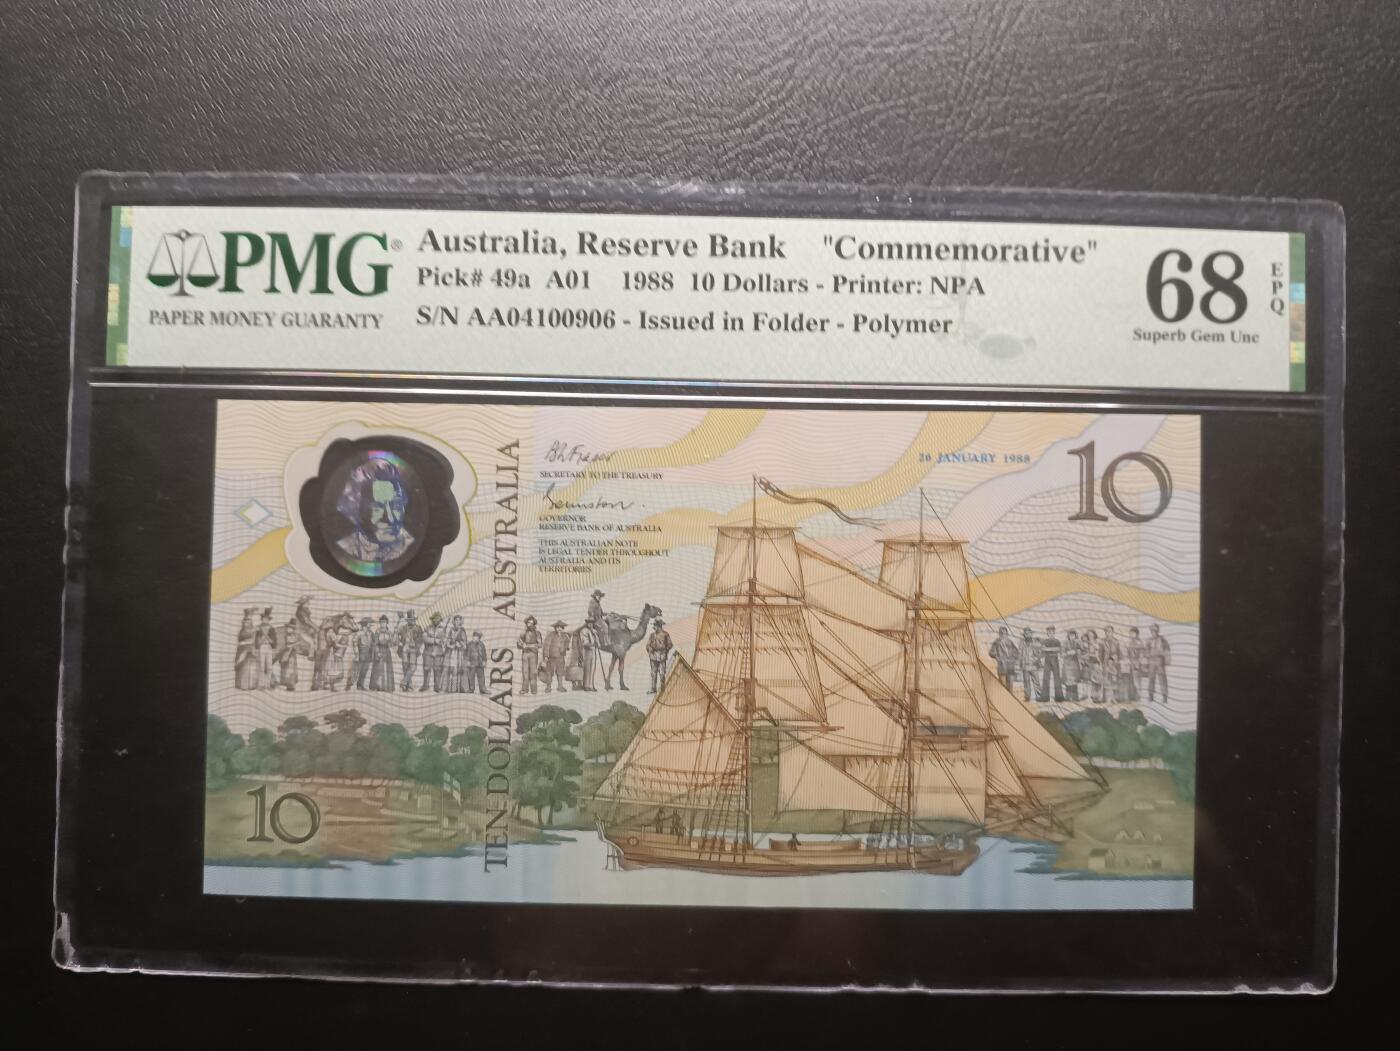 PMG®
PAPER MONEY GUARANTY
Australia, Reserve Bank "Commemorative"
Pick# 49a A01 1988 10 Dollars - Printer: NPA
S/N AA04100906 - Issued in Folder - Polymer
68
EPQ
Superb Gem Unc
TEN DOLLARS AUSTRALIA
SECRETARY TO THE TREASURY
GOVERNOR
RESERVE BANK OF AUSTRALIA
THIS AUSTRALIAN NOTE
IS LEGAL TENDER THROUGHOUT
AUSTRALIA AND ITS
TERRITORIES
26 JANUARY 1988
10
10